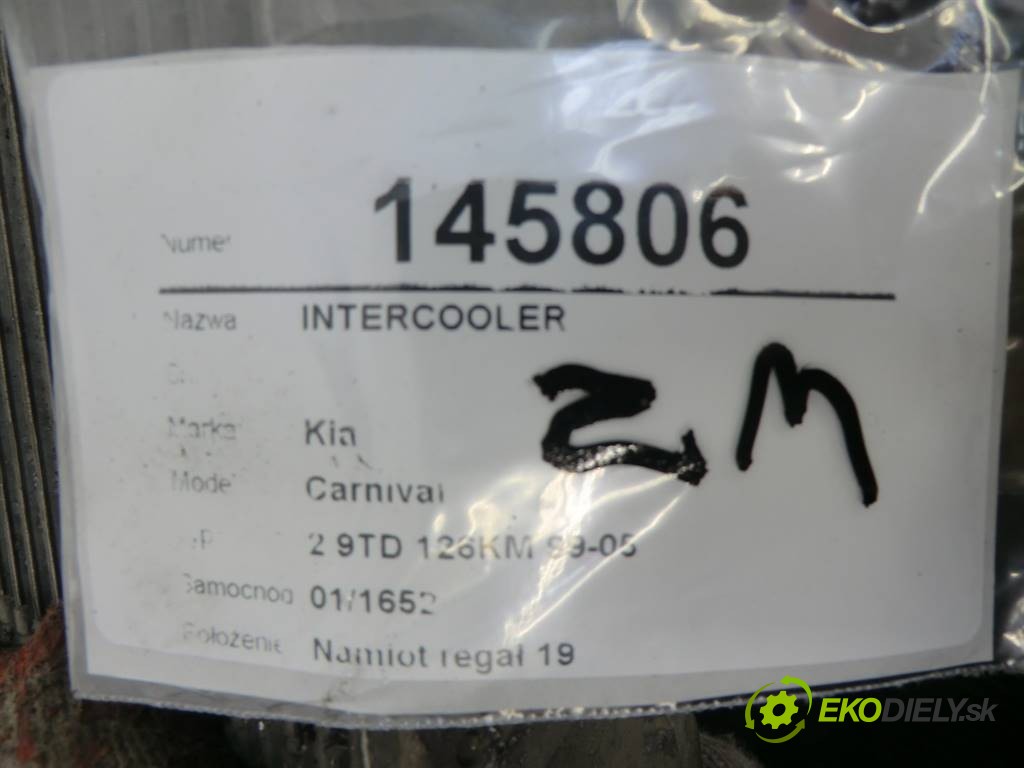 Numer 145806
Nazwa INTERCOOLER
ZM
Marka Kia
Model Carnival
2 9TD 126KM 99-05
Samochod 01/1652
Położenie Namiot regał 19
EKODIELY.sk